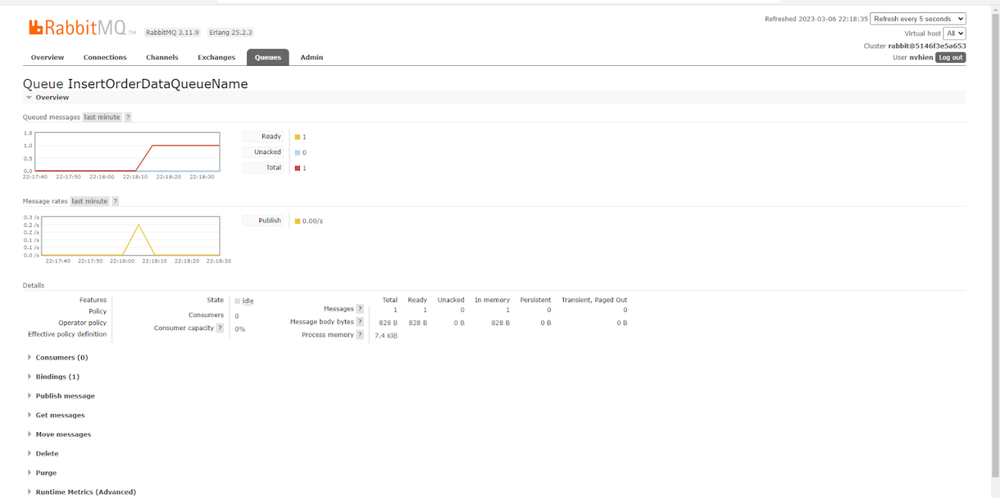 Refreshed 2023-03-06 22:18:35 Refresh every 5 seconds
RabbitMQ TM RabbitMQ 3.11.9 Erlang 25.2.3
Virtual host All
Cluster rabbit@5146f3e5a653
User nvhien Log out
Overview Connections Channels Exchanges Queues Admin
Queue InsertOrderDataQueueName
Overview
Queued messages last minute ?
1.5
1.0
0.5
0.0
22:17:40 22:17:50 22:18:00 22:18:10 22:18:20 22:18:30
Ready 1
Unacked 0
Total 1
Message rates last minute ?
0.3 /s
0.2 /s
0.2 /s
0.1 /s
0.1 /s
0.0 /s
22:17:40 22:17:50 22:18:00 22:18:10 22:18:20 22:18:30
Publish 0.00/s
Details
Features
Policy
Operator policy
Effective policy definition
State idle
Consumers 0
Consumer capacity ? 0%
Total Ready Unacked In memory Persistent Transient, Paged Out
Messages ? 1 1 0 1 0 0
Message body bytes ? 828 B 828 B 0 B 828 B 0 B 0 B
Process memory ? 7.4 KiB
Consumers (0)
Bindings (1)
Publish message
Get messages
Move messages
Delete
Purge
Runtime Metrics (Advanced)